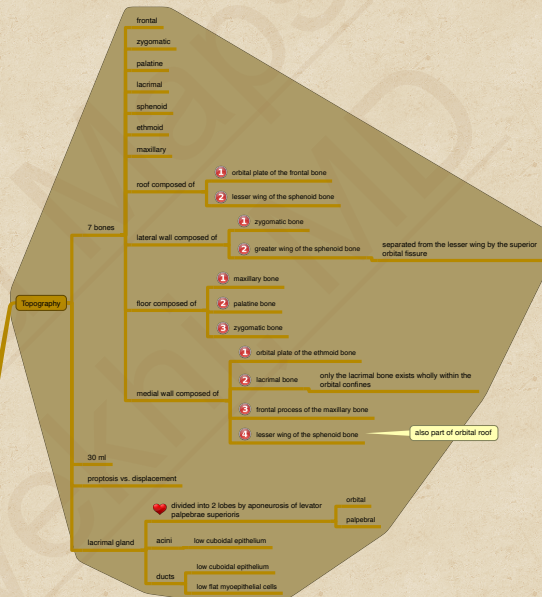 frontal
zygomatic
palatine
lacrimal
sphenoid
ethmoid
maxillary
roof composed of
1 orbital plate of the frontal bone
2 lesser wing of the sphenoid bone
7 bones
lateral wall composed of
1 zygomatic bone
2 greater wing of the sphenoid bone
separated from the lesser wing by the superior
orbital fissure
Topography
floor composed of
1 maxillary bone
2 palatine bone
3 zygomatic bone
medial wall composed of
1 orbital plate of the ethmoid bone
2 lacrimal bone
only the lacrimal bone exists wholly within the
orbital confines
3 frontal process of the maxillary bone
4 lesser wing of the sphenoid bone
also part of orbital roof
30 ml
proptosis vs. displacement
lacrimal gland
divided into 2 lobes by aponeurosis of levator
palpebrae superioris
orbital
palpebral
acini
low cuboidal epithelium
ducts
low cuboidal epithelium
low flat myoepithelial cells